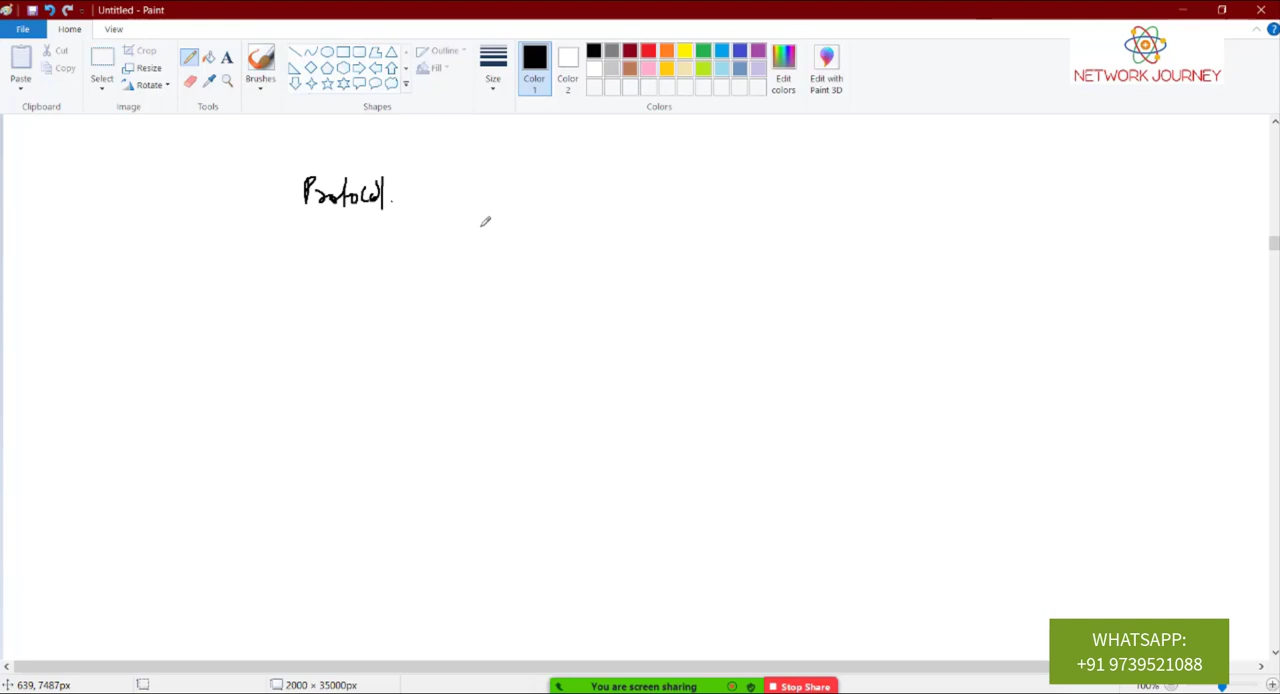 Untitled - Paint
File Home View
Paste
Cut
Copy
Clipboard
Select
Crop
Resize
Rotate
Image
Tools
Brushes
Shapes
Outline
Fill
Size
Color 1
Color 2
Colors
Edit colors
Edit with Paint 3D
NETWORK JOURNEY
Protocol.
WHATSAPP:
+91 9739521088
639, 7487px
2000 × 35000px
You are screen sharing
Stop Share
100%